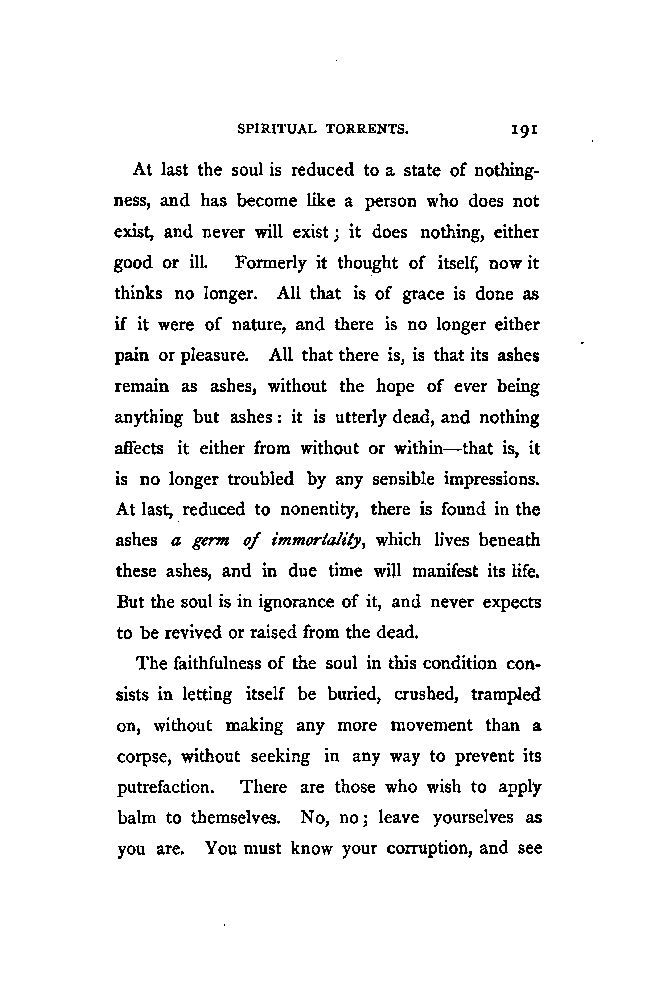 SPIRITUAL TORRENTS. 191
At last the soul is reduced to a state of nothing-
ness, and has become like a person who does not
exist, and never will exist; it does nothing, either
good or ill. Formerly it thought of itself, now it
thinks no longer. All that is of grace is done as
if it were of nature, and there is no longer either
pain or pleasure. All that there is, is that its ashes
remain as ashes, without the hope of ever being
anything but ashes: it is utterly dead, and nothing
affects it either from without or within—that is, it
is no longer troubled by any sensible impressions.
At last, reduced to nonentity, there is found in the
ashes a germ of immortality, which lives beneath
these ashes, and in due time will manifest its life.
But the soul is in ignorance of it, and never expects
to be revived or raised from the dead.
The faithfulness of the soul in this condition con-
sists in letting itself be buried, crushed, trampled
on, without making any more movement than a
corpse, without seeking in any way to prevent its
putrefaction. There are those who wish to apply
balm to themselves. No, no; leave yourselves as
you are. You must know your corruption, and see